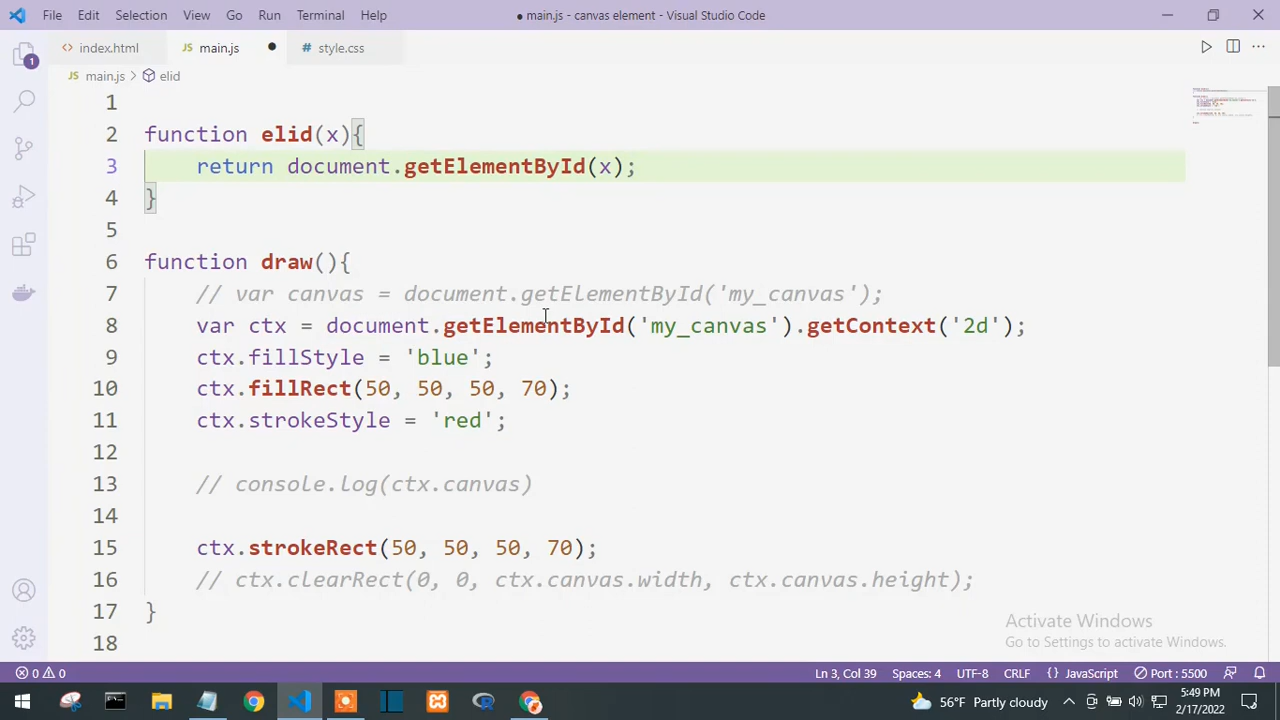 File Edit Selection View Go Run Terminal Help ● main.js - canvas element - Visual Studio Code
<> index.html JS main.js ● # style.css
1
JS main.js > elid
1
2 function elid(x){
3 return document.getElementById(x);
4 }
5
6 function draw(){
7 // var canvas = document.getElementById('my_canvas');
8 var ctx = document.getElementById('my_canvas').getContext('2d');
9 ctx.fillStyle = 'blue';
10 ctx.fillRect(50, 50, 50, 70);
11 ctx.strokeStyle = 'red';
12
13 // console.log(ctx.canvas)
14
15 ctx.strokeRect(50, 50, 50, 70);
16 // ctx.clearRect(0, 0, ctx.canvas.width, ctx.canvas.height);
17 }
18
Activate Windows
Go to Settings to activate Windows.
0 0 Ln 3, Col 39 Spaces: 4 UTF-8 CRLF {} JavaScript Port : 5500
56°F Partly cloudy 5:49 PM
2/17/2022